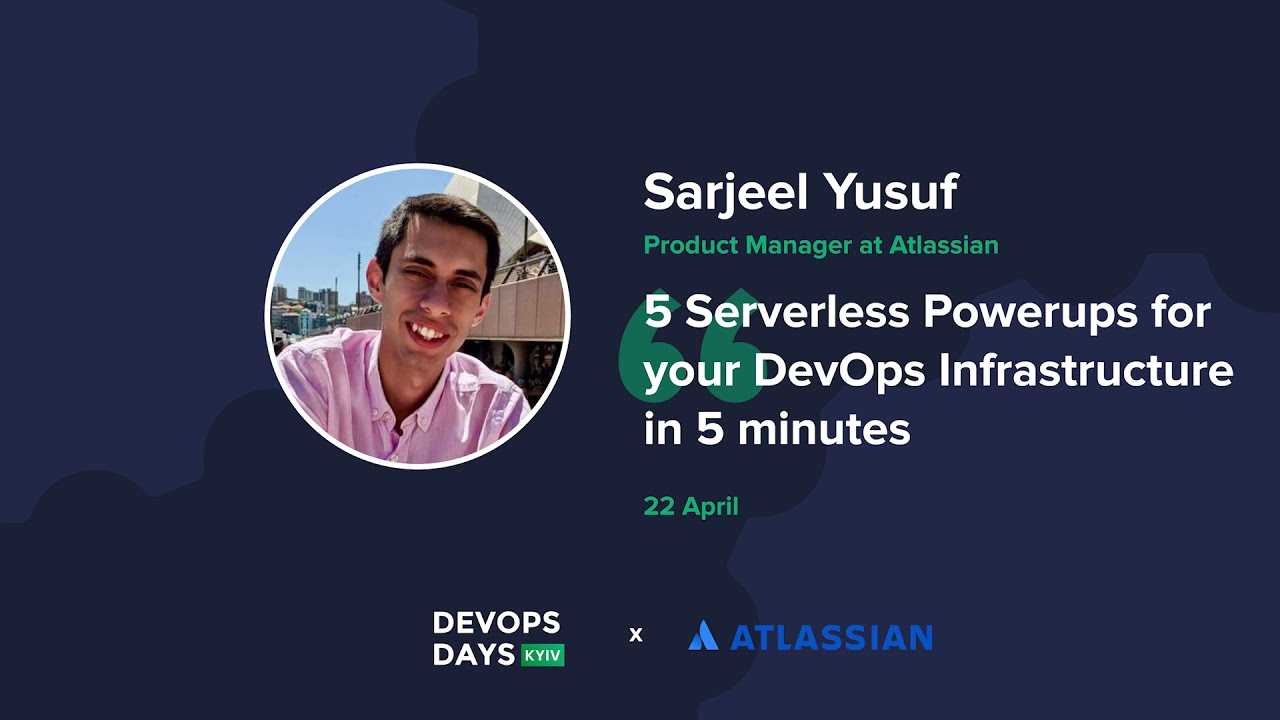 Sarjeel Yusuf
Product Manager at Atlassian
5 Serverless Powerups for
your DevOps Infrastructure
in 5 minutes
22 April
DEVOPS
DAYS KYIV
x
ATLASSIAN